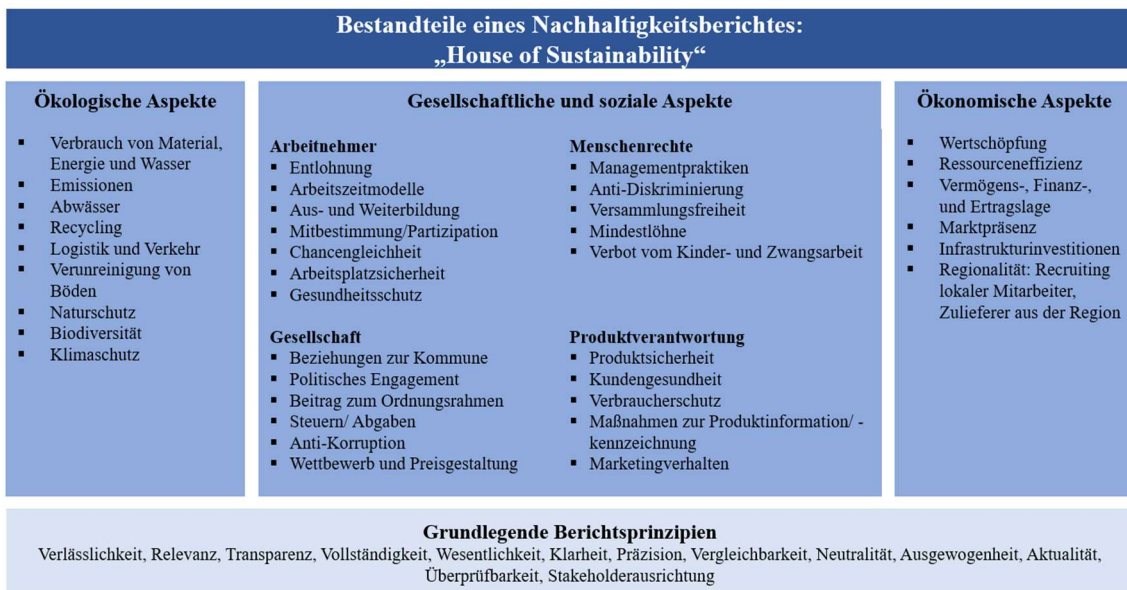 Bestandteile eines Nachhaltigkeitsberichtes:
„House of Sustainability“
Ökologische Aspekte
▪ Verbrauch von Material,
Energie und Wasser
▪ Emissionen
▪ Abwässer
▪ Recycling
▪ Logistik und Verkehr
▪ Verunreinigung von
Böden
▪ Naturschutz
▪ Biodiversität
▪ Klimaschutz
Gesellschaftliche und soziale Aspekte
Arbeitnehmer
▪ Entlohnung
▪ Arbeitszeitmodelle
▪ Aus- und Weiterbildung
▪ Mitbestimmung/Partizipation
▪ Chancengleichheit
▪ Arbeitsplatzsicherheit
▪ Gesundheitsschutz
Menschenrechte
▪ Managementpraktiken
▪ Anti-Diskriminierung
▪ Versammlungsfreiheit
▪ Mindestlöhne
▪ Verbot vom Kinder- und Zwangsarbeit
Gesellschaft
▪ Beziehungen zur Kommune
▪ Politisches Engagement
▪ Beitrag zum Ordnungsrahmen
▪ Steuern/ Abgaben
▪ Anti-Korruption
▪ Wettbewerb und Preisgestaltung
Produktverantwortung
▪ Produktsicherheit
▪ Kundengesundheit
▪ Verbraucherschutz
▪ Maßnahmen zur Produktinformation/ -
kennzeichnung
▪ Marketingverhalten
Ökonomische Aspekte
▪ Wertschöpfung
▪ Ressourceneffizienz
▪ Vermögens-, Finanz-,
und Ertragslage
▪ Marktpräsenz
▪ Infrastrukturinvestitionen
▪ Regionalität: Recruiting
lokaler Mitarbeiter,
Zulieferer aus der Region
Grundlegende Berichtsprinzipien
Verlässlichkeit, Relevanz, Transparenz, Vollständigkeit, Wesentlichkeit, Klarheit, Präzision, Vergleichbarkeit, Neutralität, Ausgewogenheit, Aktualität,
Überprüfbarkeit, Stakeholderausrichtung